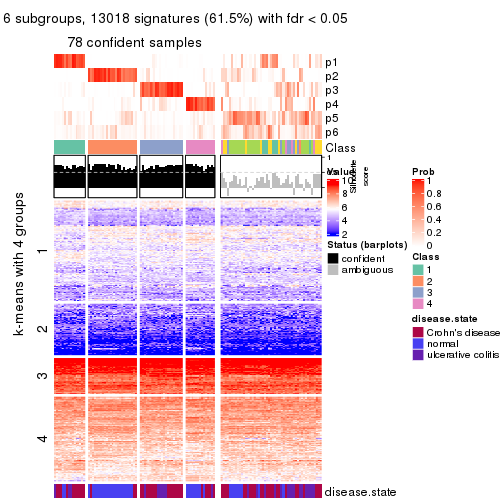 6 subgroups, 13018 signatures (61.5%) with fdr < 0.05
78 confident samples
p1
p2
p3
p4
p5
p6
Class
1
Silhouette
score
k-means with 4 groups
1
2
3
4
disease.state
Value
10
8
6
4
2
Status (barplots)
confident
ambiguous
Prob
1
0.8
0.6
0.4
0.2
0
Class
1
2
3
4
disease.state
Crohn's disease
normal
ulcerative colitis